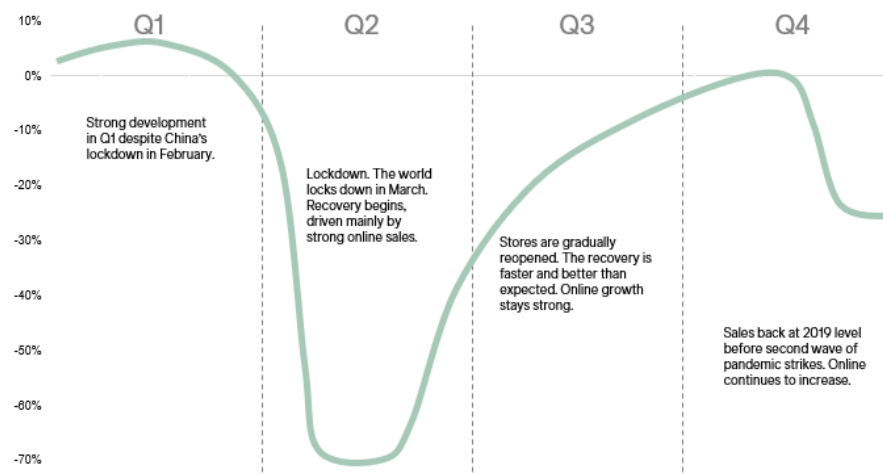 10%
Q1
Q2
Q3
Q4
0%
-10%
-20%
-30%
-40%
-50%
-60%
-70%
Strong development
in Q1 despite China's
lockdown in February.
Lockdown. The world
locks down in March.
Recovery begins,
driven mainly by
strong online sales.
Stores are gradually
reopened. The recovery is
faster and better than
expected. Online growth
stays strong.
Sales back at 2019 level
before second wave of
pandemic strikes. Online
continues to increase.